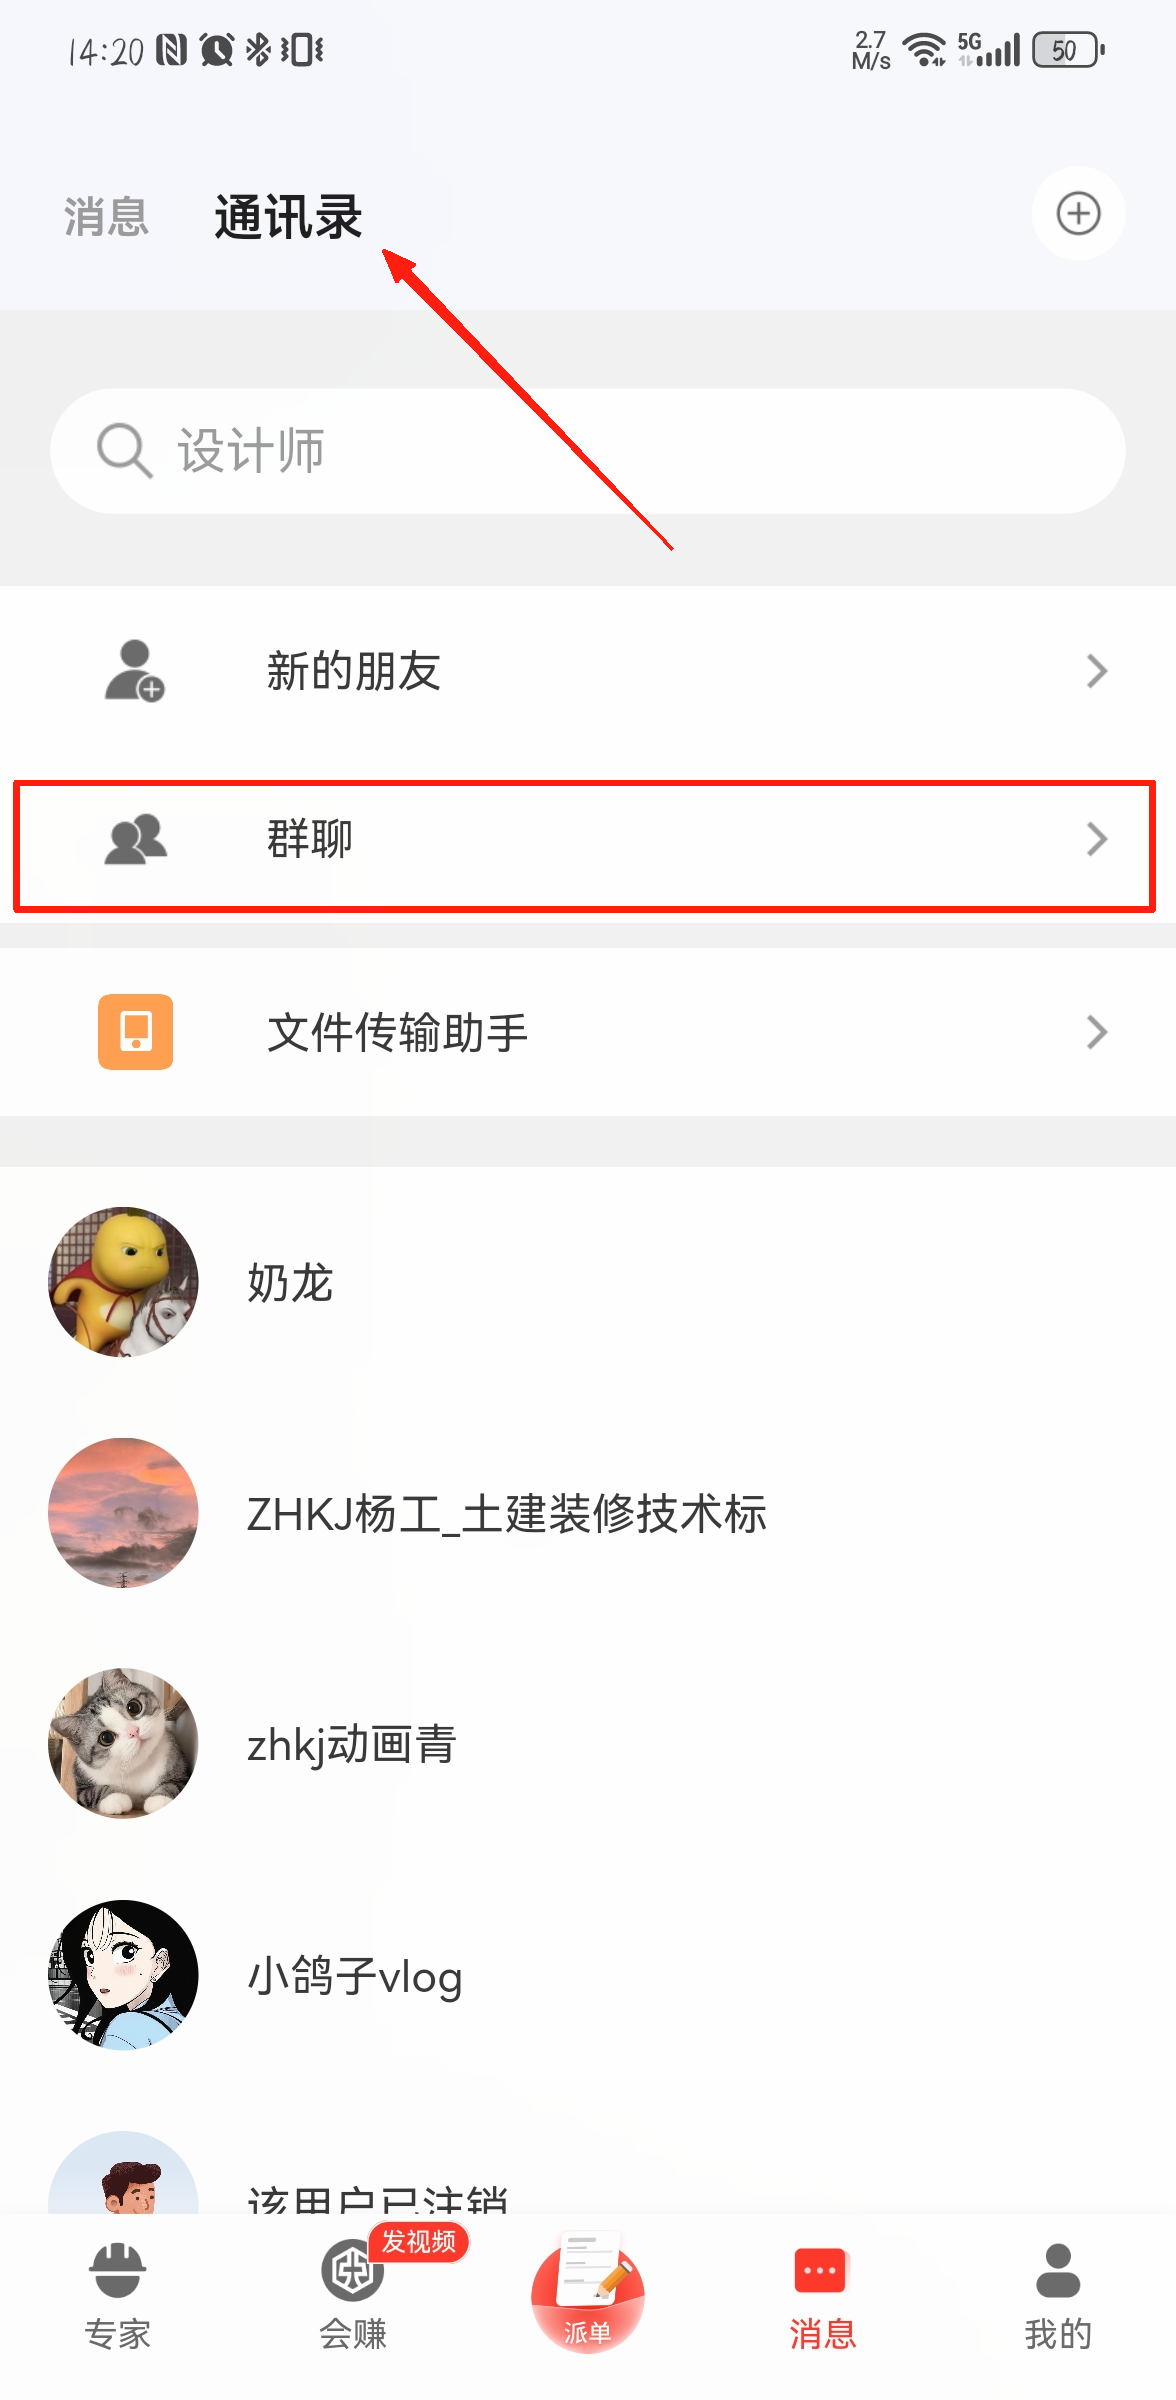 14:20
2.7
M/s
5G
50
消息 通讯录
设计师
新的朋友
群聊
文件传输助手
奶龙
ZHKJ杨工_土建装修技术标
zhkj动画青
小鸽子vlog
该用户已注销
发视频
专家 会赚 派单 消息 我的